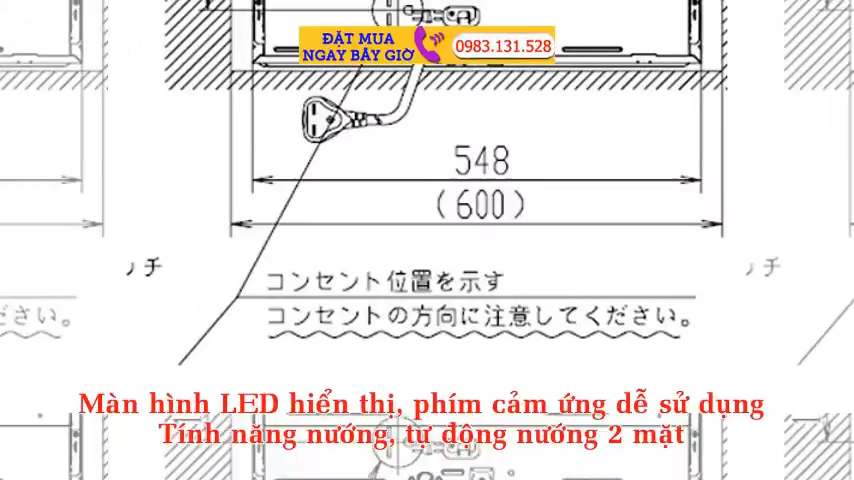 ĐẶT MUA
NGAY BÂY GIỜ
0983.131.528
548
(600)
ッチ
コンセント位置を示す
ださい。
コンセントの方向に注意してください。
Màn hình LED hiển thị, phím cảm ứng dễ sử dụng
Tính năng nướng, tự động nướng 2 mặt